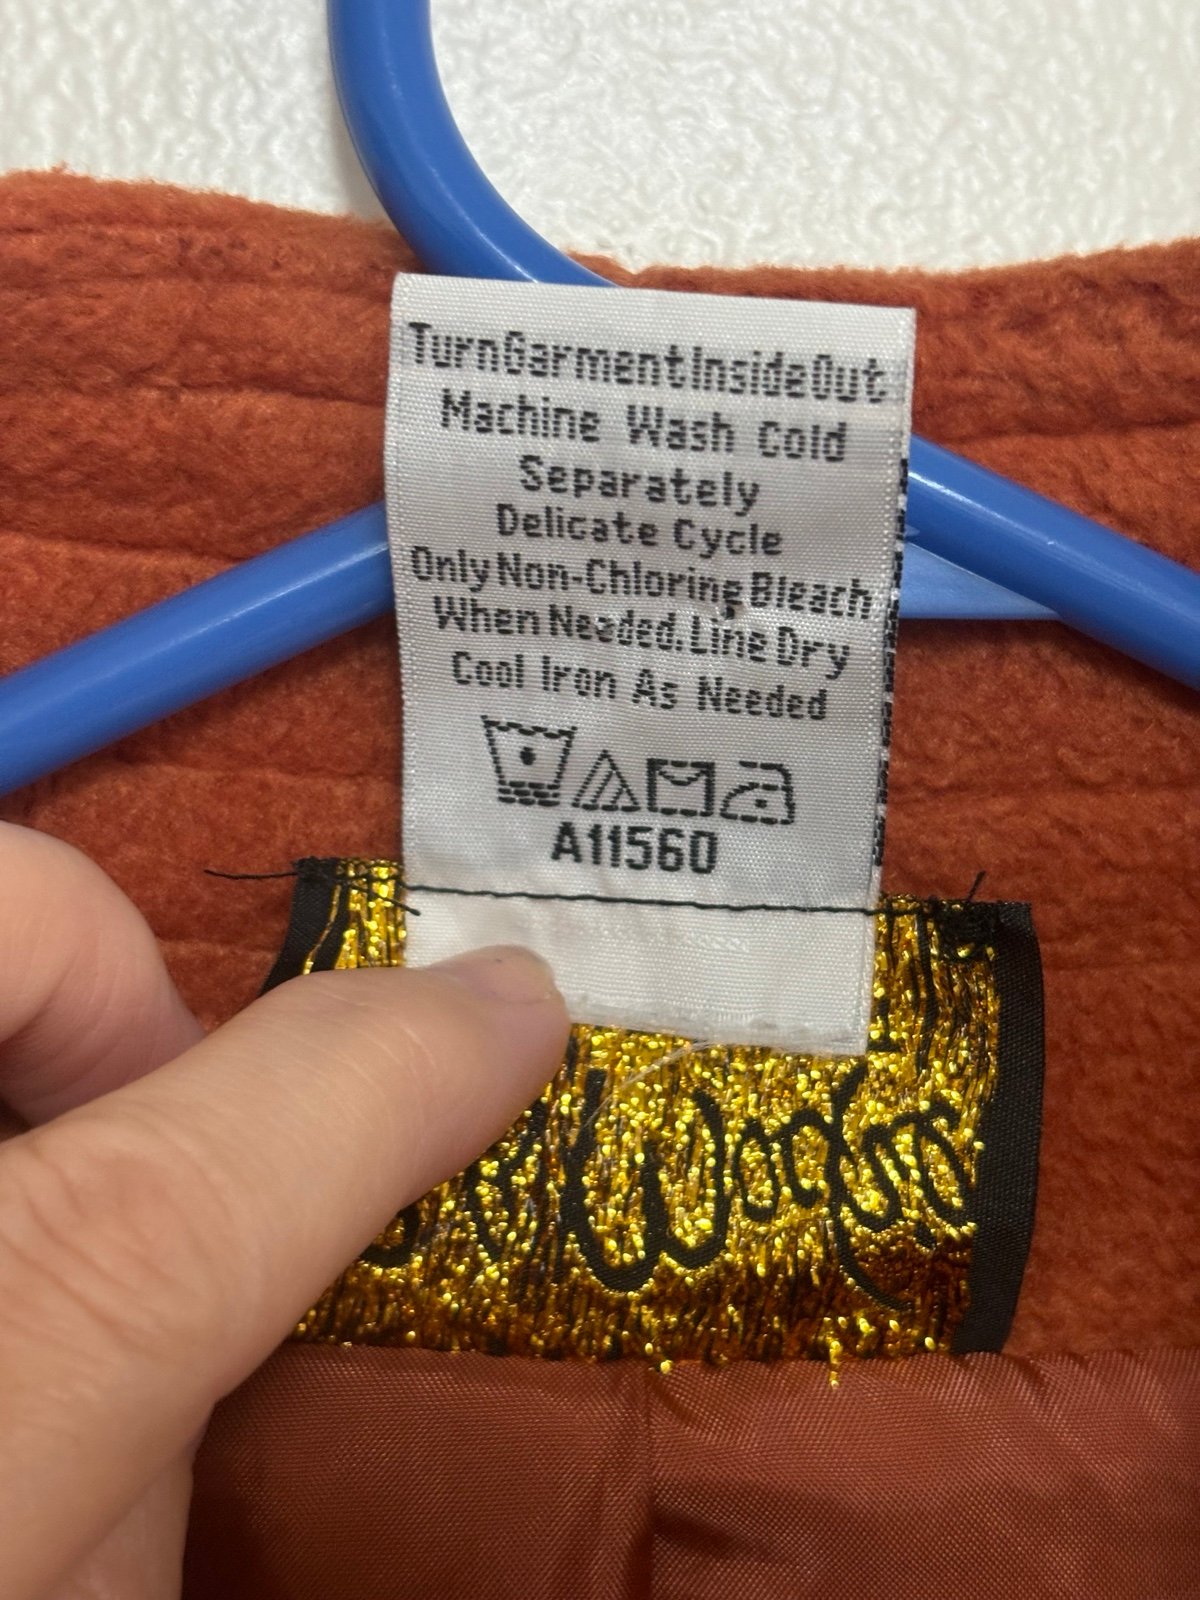 TurnGarmentInsideOut
Machine Wash Cold
Separately
Delicate Cycle
Only Non-Chloring Bleach
When Needed. Line Dry
Cool Iron As Needed
A11560